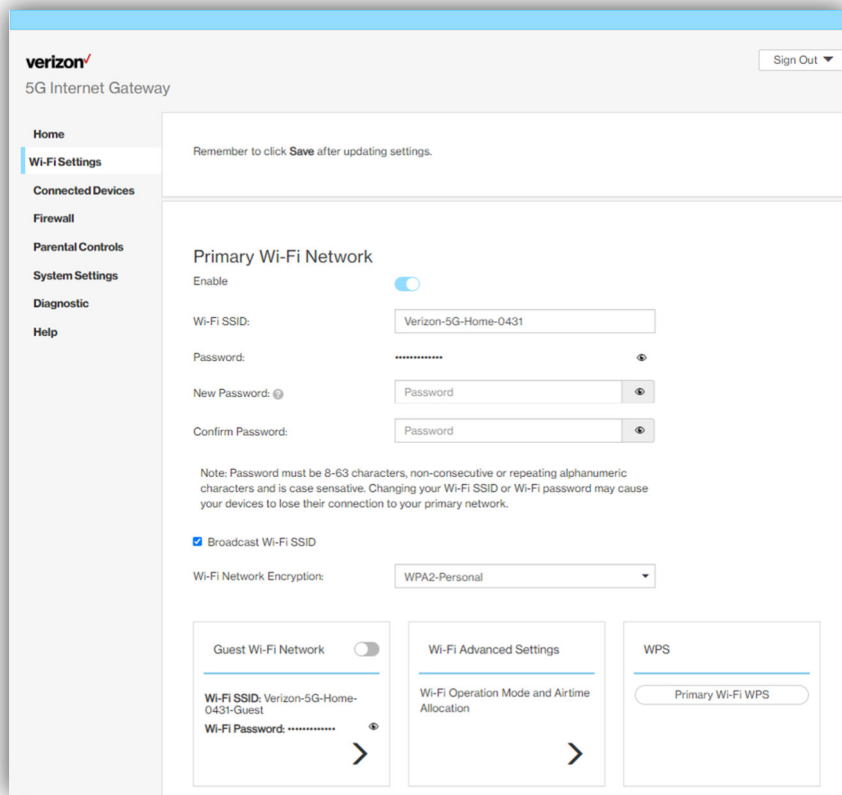 verizon✓
Sign Out
5G Internet Gateway
Home
Wi-Fi Settings
Connected Devices
Firewall
Parental Controls
System Settings
Diagnostic
Help
Remember to click Save after updating settings.
Primary Wi-Fi Network
Enable
Wi-Fi SSID: Verizon-5G-Home-0431
Password: •••••••••••••
New Password: ? Password
Confirm Password: Password
Note: Password must be 8-63 characters, non-consecutive or repeating alphanumeric
characters and is case sensative. Changing your Wi-Fi SSID or Wi-Fi password may cause
your devices to lose their connection to your primary network.
Broadcast Wi-Fi SSID
Wi-Fi Network Encryption: WPA2-Personal
Guest Wi-Fi Network
Wi-Fi SSID: Verizon-5G-Home-
0431-Guest
Wi-Fi Password: •••••••••••••
Wi-Fi Advanced Settings
Wi-Fi Operation Mode and Airtime
Allocation
WPS
Primary Wi-Fi WPS